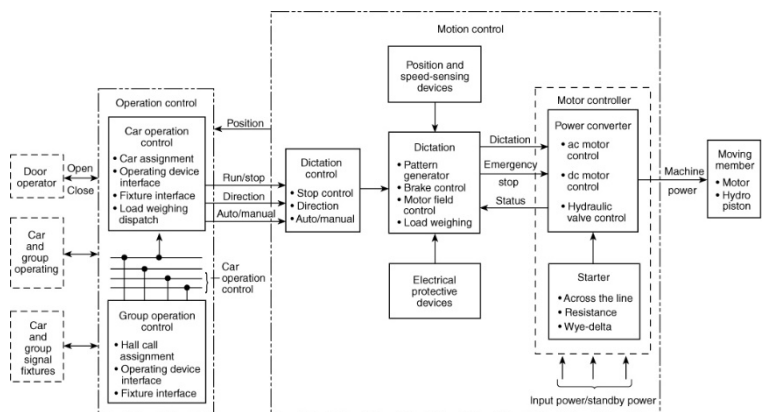 Motion control
Position and
speed-sensing
devices
Operation control
Motor controller
Car operation
control
• Car assignment
• Operating device
interface
• Fixture interface
• Load weighing
dispatch
Position
Run/stop
Direction
Auto/manual
Dictation
control
• Stop control
• Direction
• Auto/manual
Dictation
• Pattern
generator
• Brake control
• Motor field
control
• Load weighing
Dictation
Emergency
stop
Status
Power converter
• ac motor
control
• dc motor
control
• Hydraulic
valve control
Machine
power
Moving
member
• Motor
• Hydro
piston
Door
operator
Open
Close
Car
and
group
operating
Car
operation
control
Electrical
protective
devices
Starter
• Across the line
• Resistance
• Wye-delta
Car
and
group
signal
fixtures
Group operation
control
• Hall call
assignment
• Operating device
interface
• Fixture interface
Input power/standby power